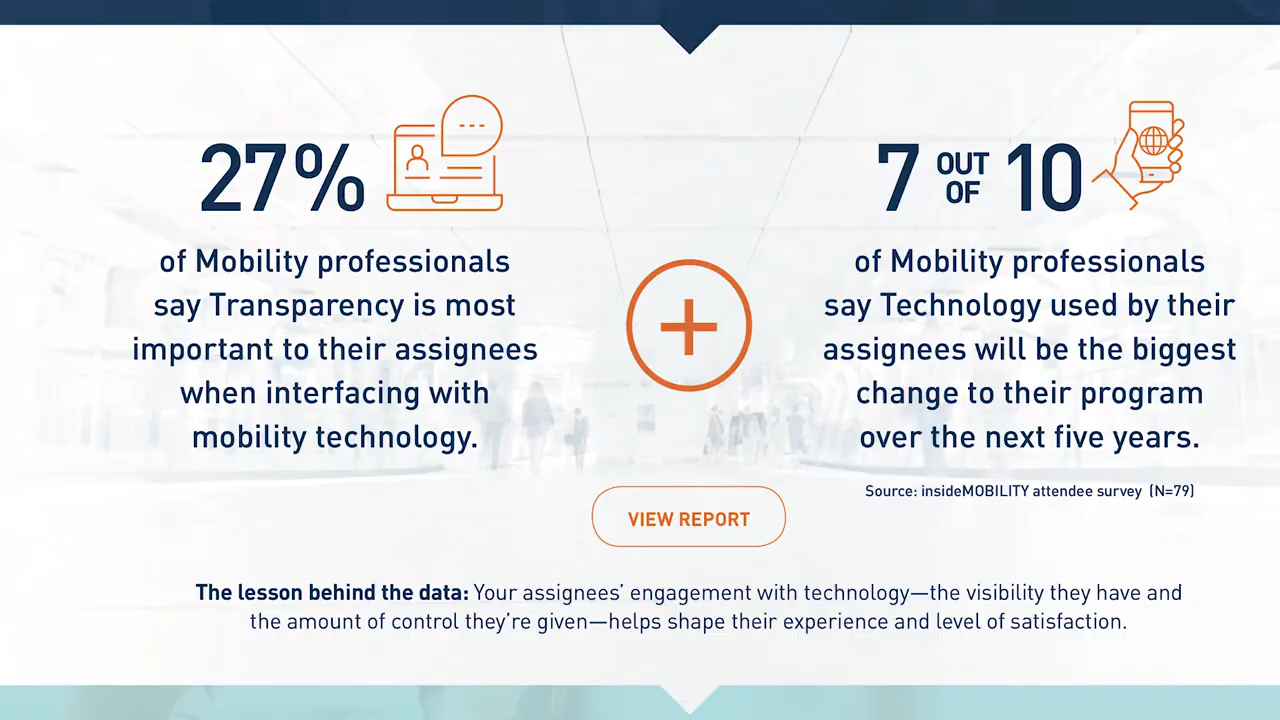 27%
of Mobility professionals
say Transparency is most
important to their assignees
when interfacing with
mobility technology.
7 OUT OF 10
of Mobility professionals
say Technology used by their
assignees will be the biggest
change to their program
over the next five years.
Source: insideMOBILITY attendee survey (N=79)
VIEW REPORT
The lesson behind the data: Your assignees’ engagement with technology—the visibility they have and
the amount of control they’re given—helps shape their experience and level of satisfaction.